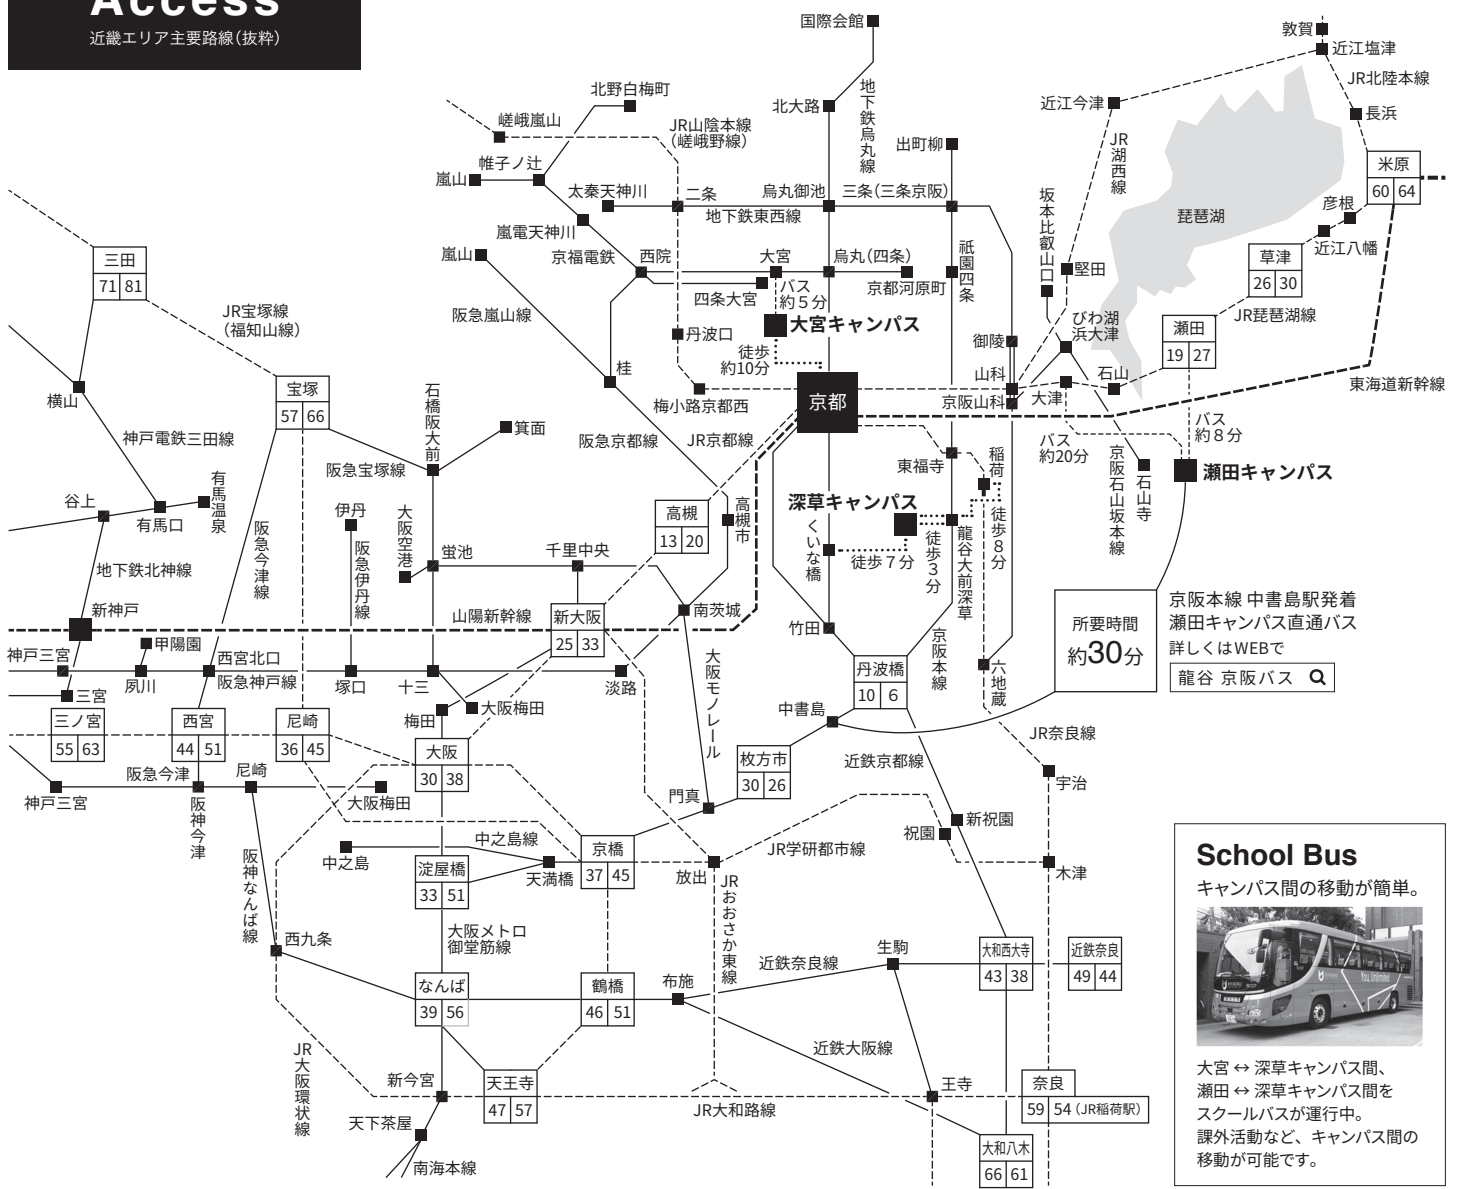 Access
近畿エリア主要路線（抜粋）
国際会館
地下鉄烏丸線
北大路
出町柳
敦賀
近江塩津
JR北陸本線
近江今津
長浜
JR湖西線
米原
60 64
彦根
近江八幡
琵琶湖
草津
26 30
JR琵琶湖線
瀬田
19 27
東海道新幹線
北野白梅町
嵯峨嵐山
JR山陰本線
（嵯峨野線）
帷子ノ辻
嵐山
太秦天神川
二条
烏丸御池
三条（三条京阪）
地下鉄東西線
嵐電天神川
京福電鉄
嵐山
西院
大宮
烏丸（四条）
祇園四条
京都河原町
四条大宮
バス
約５分
大宮キャンパス
阪急嵐山線
丹波口
徒歩
約10分
桂
梅小路京都西
京都
坂本比叡山口
堅田
びわ湖
浜大津
御陵
山科
京阪山科
大津
石山
バス
約20分
バス
約８分
京阪石山坂本線
石山寺
瀬田キャンパス
三田
71 81
JR宝塚線
（福知山線）
横山
宝塚
57 66
神戸電鉄三田線
谷上
有馬口
有馬温泉
石橋阪大前
箕面
阪急宝塚線
阪急京都線
JR京都線
東福寺
稲荷
深草キャンパス
くいな橋
徒歩７分
徒歩３分
龍谷大前深草
徒歩８分
高槻
13 20
高槻市
伊丹
大阪空港
阪急今津線
阪急伊丹線
蛍池
千里中央
地下鉄北神線
新神戸
山陽新幹線
新大阪
25 33
南茨城
竹田
京阪本線
六地蔵
丹波橋
10 6
所要時間
約30分
京阪本線 中書島駅発着
瀬田キャンパス直通バス
詳しくはWEBで
龍谷 京阪バス
甲陽園
神戸三宮
夙川
西宮北口
阪急神戸線
塚口
十三
淡路
大阪モノレール
三宮
三ノ宮
55 63
西宮
44 51
尼崎
36 45
梅田
大阪梅田
大阪
30 38
中書島
JR奈良線
枚方市
30 26
近鉄京都線
宇治
神戸三宮
阪急今津
尼崎
大阪梅田
阪神今津
門真
新祝園
祝園
阪神なんば線
中之島
中之島線
天満橋
京橋
37 45
放出
JR学研都市線
木津
淀屋橋
33 51
JRおおさか東線
大阪メトロ
御堂筋線
西九条
なんば
39 56
鶴橋
46 51
布施
近鉄奈良線
生駒
大和西大寺
43 38
近鉄奈良
49 44
近鉄大阪線
JR大阪環状線
新今宮
天王寺
47 57
JR大和路線
王寺
奈良
59 54（JR稲荷駅）
天下茶屋
南海本線
大和八木
66 61
School Bus
キャンパス間の移動が簡単。
You, Unlimited
大宮 ↔ 深草キャンパス間、
瀬田 ↔ 深草キャンパス間を
スクールバスが運行中。
課外活動など、キャンパス間の
移動が可能です。